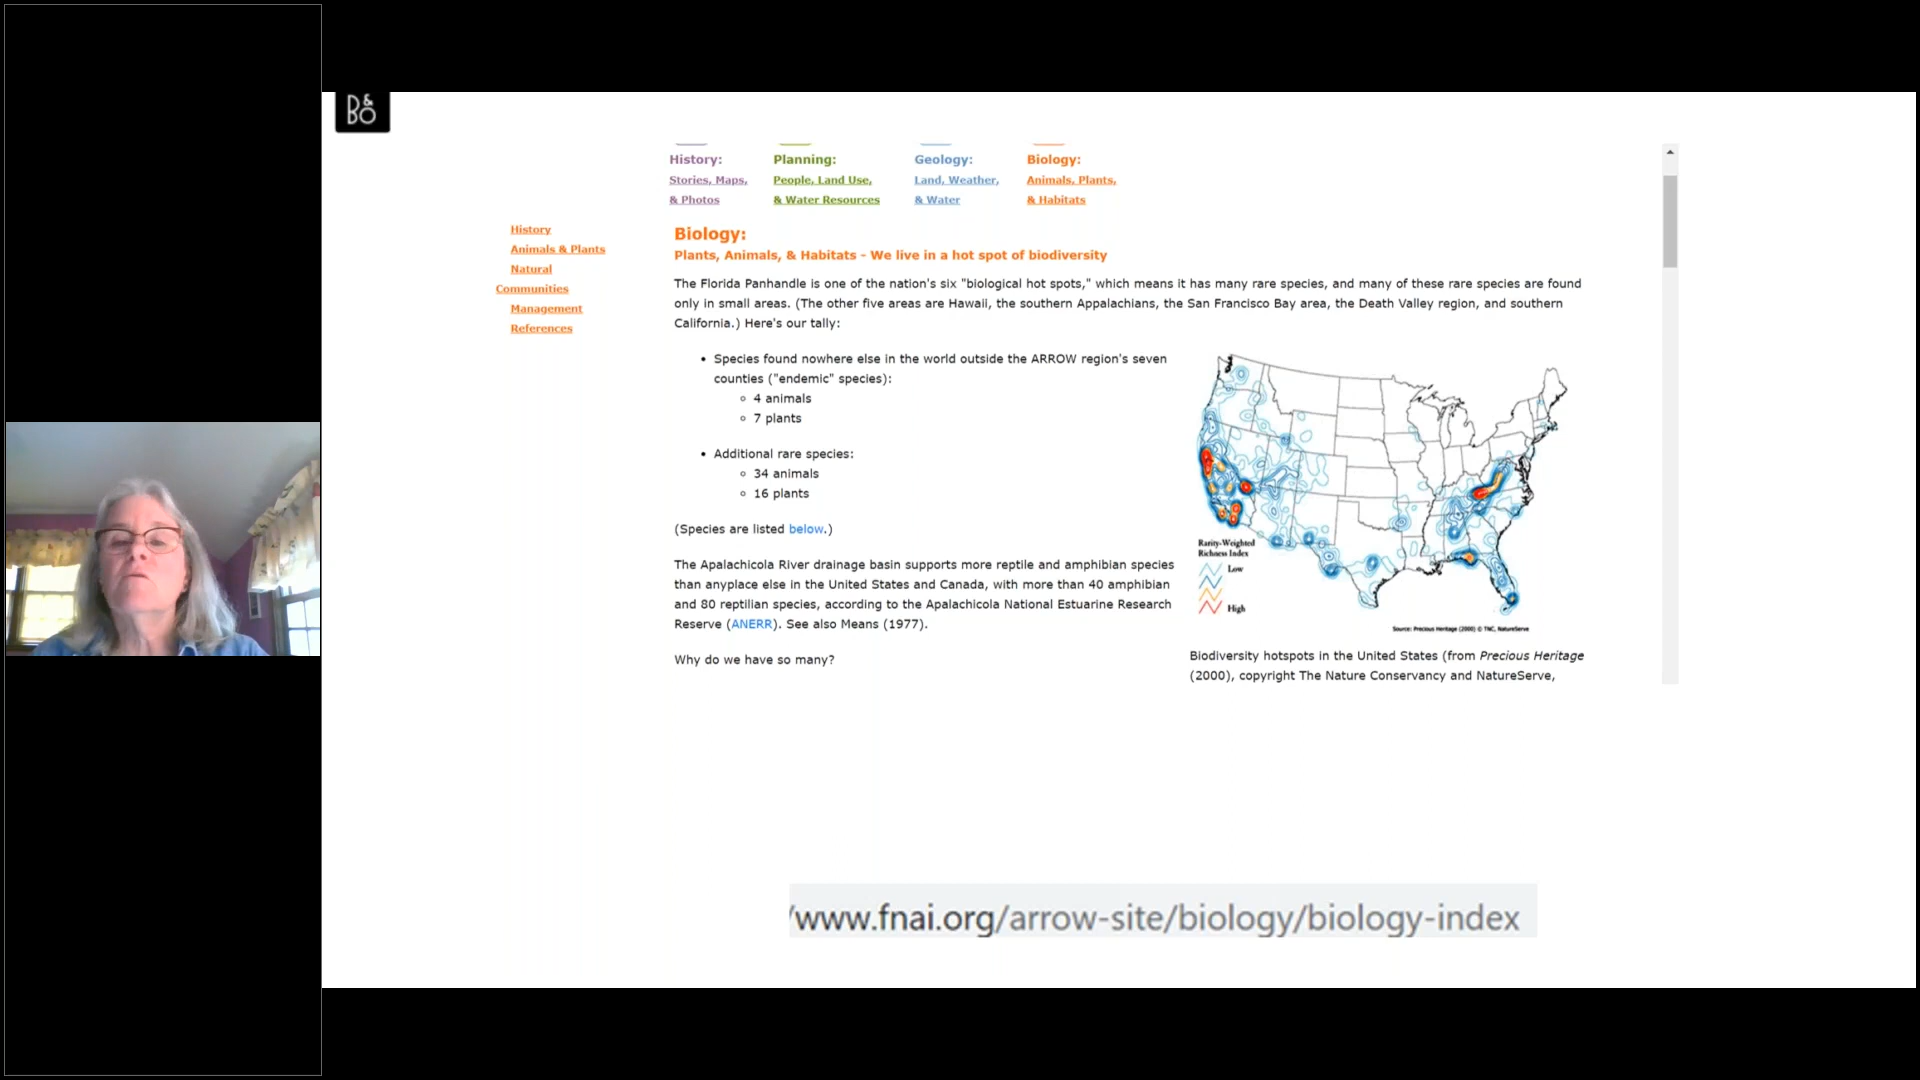 B&O
History:
Stories, Maps,
& Photos
Planning:
People, Land Use,
& Water Resources
Geology:
Land, Weather,
& Water
Biology:
Animals, Plants,
& Habitats
History
Animals & Plants
Natural
Communities
Management
References
Biology:
Plants, Animals, & Habitats - We live in a hot spot of biodiversity
The Florida Panhandle is one of the nation's six "biological hot spots," which means it has many rare species, and many of these rare species are found
only in small areas. (The other five areas are Hawaii, the southern Appalachians, the San Francisco Bay area, the Death Valley region, and southern
California.) Here's our tally:
• Species found nowhere else in the world outside the ARROW region's seven
counties ("endemic" species):
◦ 4 animals
◦ 7 plants
• Additional rare species:
◦ 34 animals
◦ 16 plants
(Species are listed below.)
The Apalachicola River drainage basin supports more reptile and amphibian species
than anyplace else in the United States and Canada, with more than 40 amphibian
and 80 reptilian species, according to the Apalachicola National Estuarine Research
Reserve (ANERR). See also Means (1977).
Why do we have so many?
Rarity-Weighted
Richness Index
Low
High
Source: Precious Heritage (2000) © TNC, NatureServe
Biodiversity hotspots in the United States (from Precious Heritage
(2000), copyright The Nature Conservancy and NatureServe,
/www.fnai.org/arrow-site/biology/biology-index